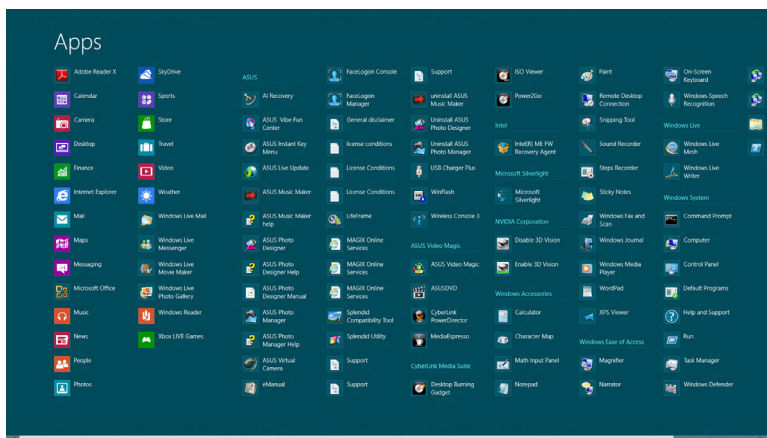 Apps
Adobe Reader X
Calendar
Camera
Desktop
Finance
Internet Explorer
Mail
Maps
Messaging
Microsoft Office
Music
News
People
Photos
SkyDrive
Sports
Store
Travel
Video
Weather
Windows Live Mail
Windows Live
Messenger
Windows Live
Movie Maker
Windows Live
Photo Gallery
Windows Reader
Xbox LIVE Games
ASUS
AI Recovery
ASUS Vibe Fun
Center
ASUS Instant Key
Menu
ASUS Live Update
ASUS Music Maker
ASUS Music Maker
help
ASUS Photo
Designer
ASUS Photo
Designer Help
ASUS Photo
Designer Manual
ASUS Photo
Manager
ASUS Photo
Manager Help
ASUS Virtual
Camera
eManual
FaceLogon Console
FaceLogon
Manager
General disclaimer
license conditions
License Conditions
License Conditions
LifeFrame
MAGIX Online
Services
MAGIX Online
Services
MAGIX Online
Services
Splendid
Compatibility Tool
Splendid Utility
Support
Support
Support
uninstall ASUS
Music Maker
Uninstall ASUS
Photo Designer
Uninstall ASUS
Photo Manager
USB Charger Plus
WinFlash
Wireless Console 3
ASUS Video Magic
ASUS Video Magic
ASUSDVD
CyberLink
PowerDirector
MediaEspresso
CyberLink Media Suite
Desktop Burning
Gadget
ISO Viewer
Power2Go
Intel
Intel(R) ME FW
Recovery Agent
Microsoft Silverlight
Microsoft
Silverlight
NVIDIA Corporation
Disable 3D Vision
Enable 3D Vision
Windows Accessories
Calculator
Character Map
Math Input Panel
Notepad
Paint
Remote Desktop
Connection
Snipping Tool
Sound Recorder
Steps Recorder
Sticky Notes
Windows Fax and
Scan
Windows Journal
Windows Media
Player
WordPad
XPS Viewer
Windows Ease of Access
Magnifier
Narrator
On-Screen
Keyboard
Windows Speech
Recognition
Windows Live
Windows Live
Mesh
Windows Live
Writer
Windows System
Command Prompt
Computer
Control Panel
Default Programs
Help and Support
Run
Task Manager
Windows Defender